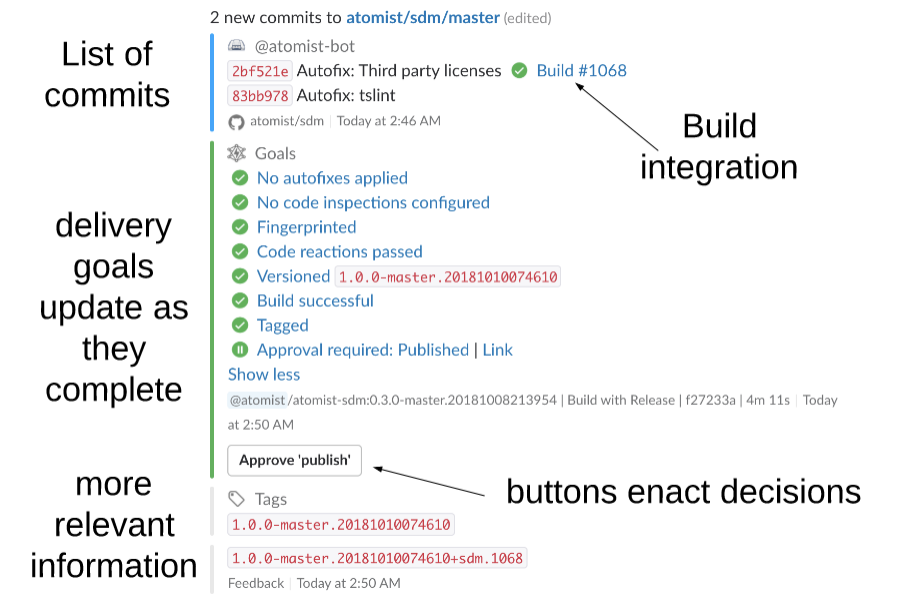 2 new commits to atomist/sdm/master (edited)
List of
commits
@atomist-bot
2bf521e Autofix: Third party licenses Build #1068
83bb978 Autofix: tslint
atomist/sdm Today at 2:46 AM
Build
integration
delivery
goals
update as
they
complete
Goals
No autofixes applied
No code inspections configured
Fingerprinted
Code reactions passed
Versioned 1.0.0-master.20181010074610
Build successful
Tagged
Approval required: Published | Link
Show less
@atomist/atomist-sdm:0.3.0-master.20181008213954 | Build with Release | f27233a | 4m 11s Today
at 2:50 AM
Approve 'publish'
buttons enact decisions
more
relevant
information
Tags
1.0.0-master.20181010074610
1.0.0-master.20181010074610+sdm.1068
Feedback Today at 2:50 AM